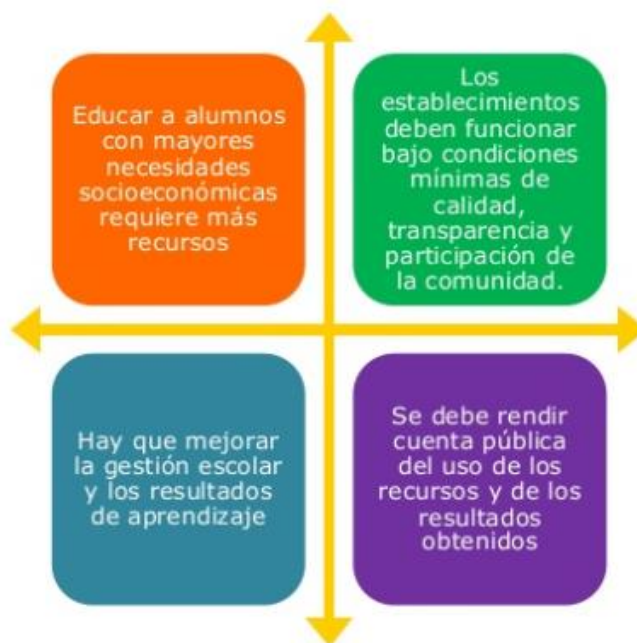 Educar a alumnos
con mayores
necesidades
socioeconómicas
requiere más
recursos
Los
establecimientos
deben funcionar
bajo condiciones
mínimas de
calidad,
transparencia y
participación de
la comunidad.
Hay que mejorar
la gestión escolar
y los resultados
de aprendizaje
Se debe rendir
cuenta pública
del uso de los
recursos y de los
resultados
obtenidos